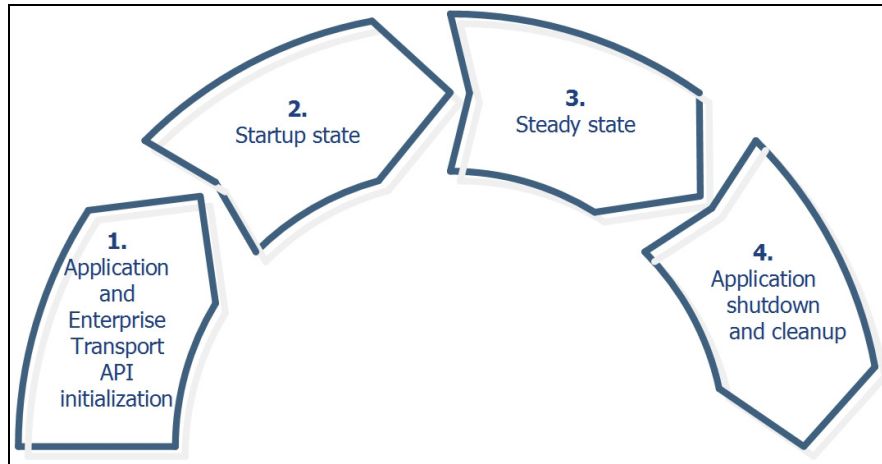 1.
Application
and
Enterprise
Transport
API
initialization
2.
Startup state
3.
Steady state
4.
Application
shutdown
and cleanup